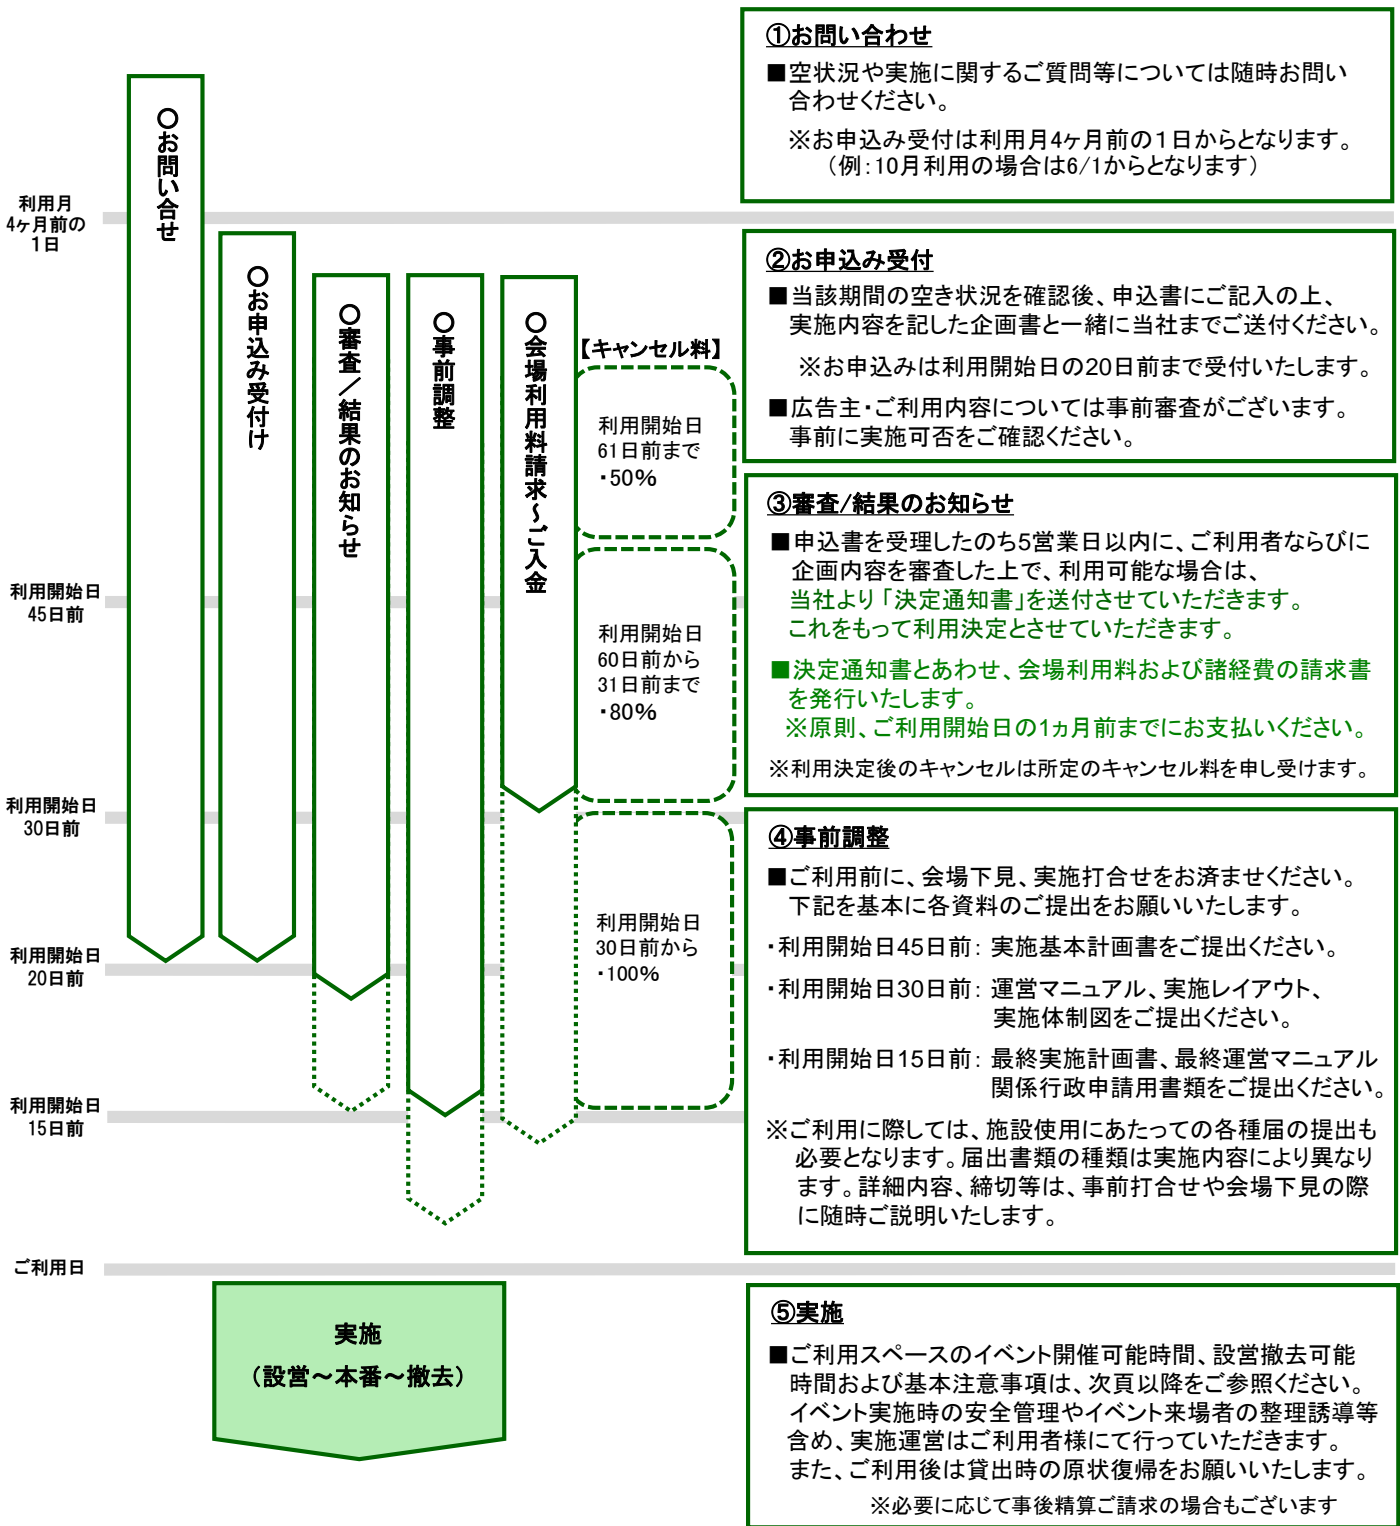 利用月
4ヶ月前の
1日
利用開始日
45日前
利用開始日
30日前
利用開始日
20日前
利用開始日
15日前
ご利用日
〇お問い合せ
〇お申込み受付け
〇審査／結果のお知らせ
〇事前調整
〇会場利用料請求～ご入金
【キャンセル料】
利用開始日
61日前まで
・50%
利用開始日
60日前から
31日前まで
・80%
利用開始日
30日前から
・100%
実施
（設営～本番～撤去）
①お問い合わせ
■空状況や実施に関するご質問等については随時お問い
合わせください。
※お申込み受付は利用月4ヶ月前の1日からとなります。
（例：10月利用の場合は6/1からとなります）
②お申込み受付
■当該期間の空き状況を確認後、申込書にご記入の上、
実施内容を記した企画書と一緒に当社までご送付ください。
※お申込みは利用開始日の20日前まで受付いたします。
■広告主・ご利用内容については事前審査がございます。
事前に実施可否をご確認ください。
③審査/結果のお知らせ
■申込書を受理したのち5営業日以内に、ご利用者ならびに
企画内容を審査した上で、利用可能な場合は、
当社より「決定通知書」を送付させていただきます。
これをもって利用決定とさせていただきます。
■決定通知書とあわせ、会場利用料および諸経費の請求書
を発行いたします。
※原則、ご利用開始日の1ヵ月前までにお支払いください。
※利用決定後のキャンセルは所定のキャンセル料を申し受けます。
④事前調整
■ご利用前に、会場下見、実施打合せをお済ませください。
下記を基本に各資料のご提出をお願いいたします。
・利用開始日45日前： 実施基本計画書をご提出ください。
・利用開始日30日前： 運営マニュアル、実施レイアウト、
実施体制図をご提出ください。
・利用開始日15日前： 最終実施計画書、最終運営マニュアル
関係行政申請用書類をご提出ください。
※ご利用に際しては、施設使用にあたっての各種届の提出も
必要となります。届出書類の種類は実施内容により異なり
ます。詳細内容、締切等は、事前打合せや会場下見の際
に随時ご説明いたします。
⑤実施
■ご利用スペースのイベント開催可能時間、設営撤去可能
時間および基本注意事項は、次頁以降をご参照ください。
イベント実施時の安全管理やイベント来場者の整理誘導等
含め、実施運営はご利用者様にて行っていただきます。
また、ご利用後は貸出時の原状復帰をお願いいたします。
※必要に応じて事後精算ご請求の場合もございます